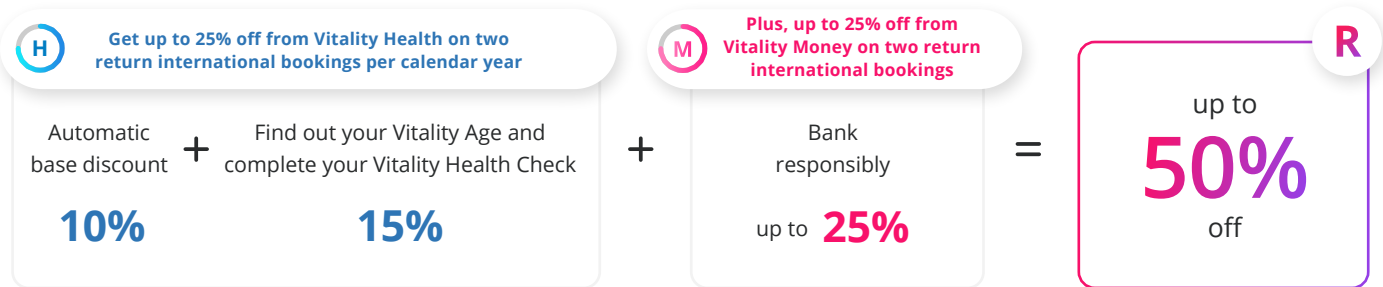 H
Get up to 25% off from Vitality Health on two
return international bookings per calendar year
Automatic
base discount
10%
+
Find out your Vitality Age and
complete your Vitality Health Check
15%
+
M
Plus, up to 25% off from
Vitality Money on two return
international bookings
Bank
responsibly
up to 25%
=
R
up to
50%
off